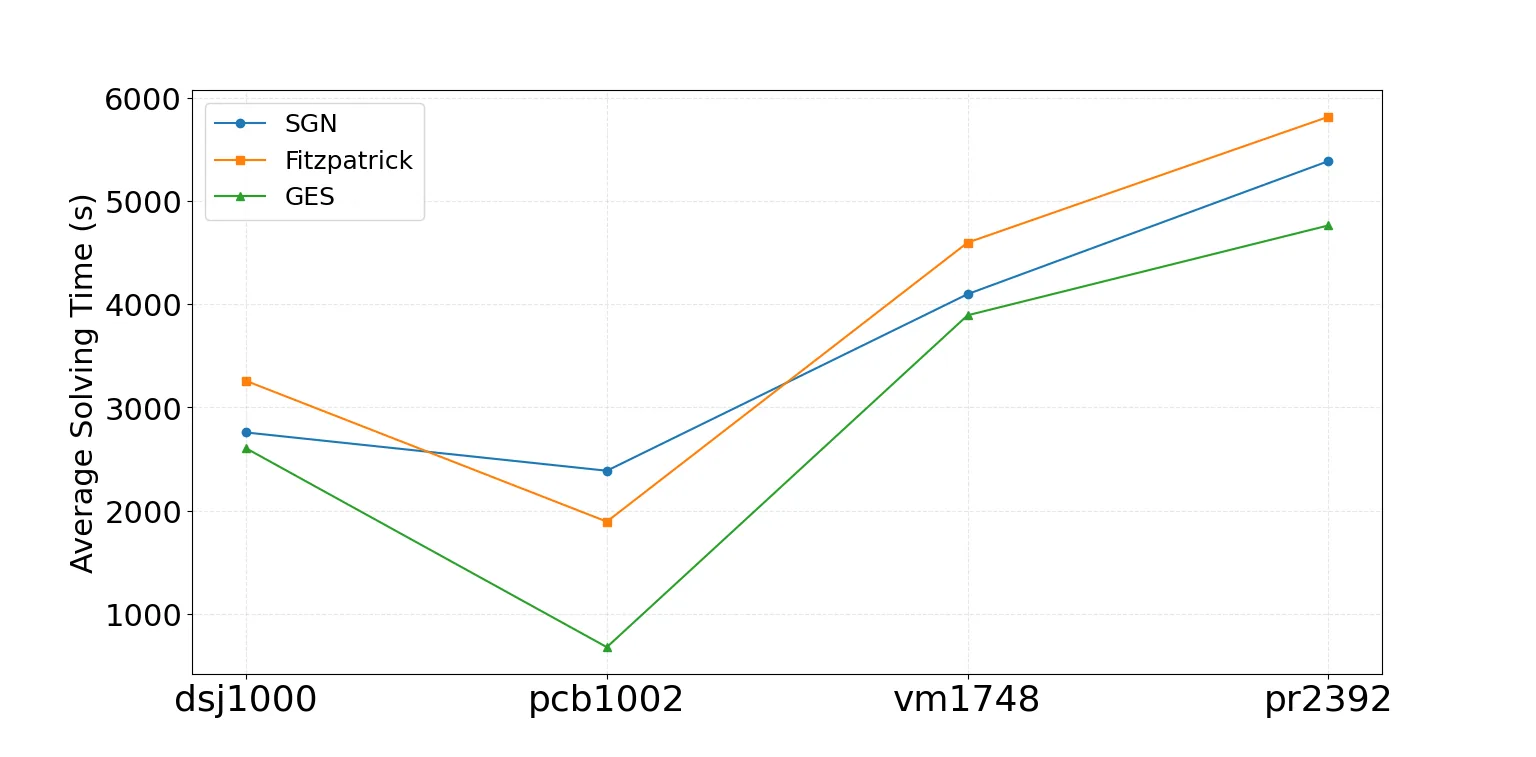 6000
5000
4000
3000
2000
1000
Average Solving Time (s)
SGN
Fitzpatrick
GES
dsj1000 pcb1002 vm1748 pr2392